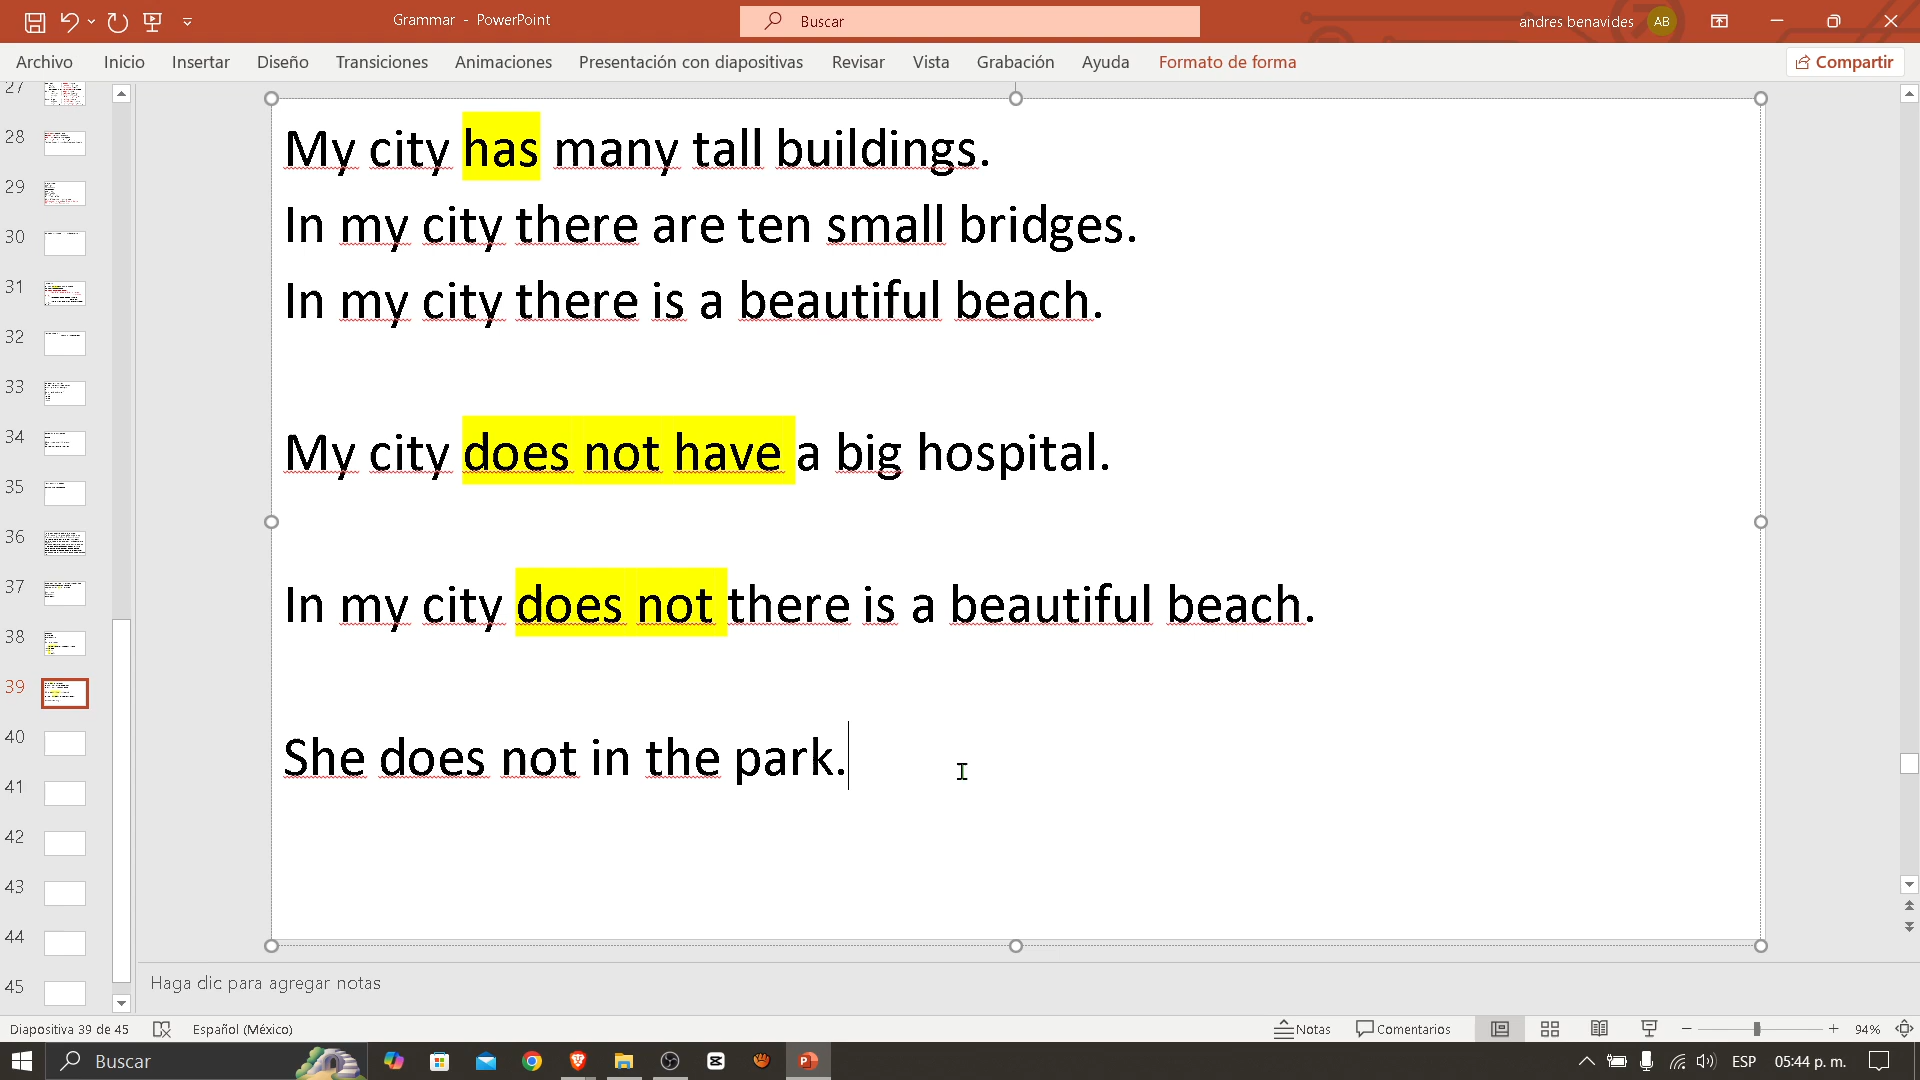 Grammar - PowerPoint
Buscar
andres benavides
AB
Archivo Inicio Insertar Diseño Transiciones Animaciones Presentación con diapositivas Revisar Vista Grabación Ayuda Formato de forma Compartir
27
28
29
30
31
32
33
34
35
36
37
38
39
40
41
42
43
44
45
My city has many tall buildings.
In my city there are ten small bridges.
In my city there is a beautiful beach.
My city does not have a big hospital.
In my city does not there is a beautiful beach.
She does not in the park.
Haga clic para agregar notas
Diapositiva 39 de 45 Español (México) Notas Comentarios 94%
Buscar ESP 05:44 p. m.